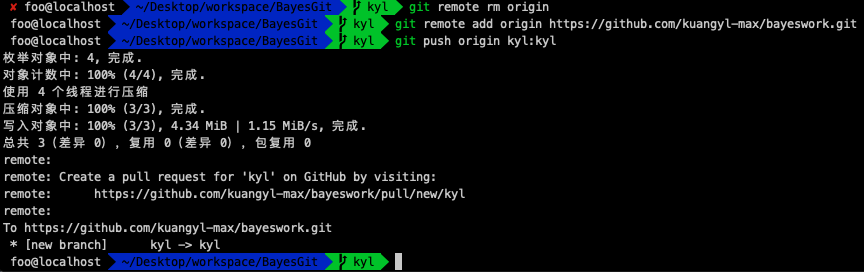 ✘ foo@localhost ~/Desktop/workspace/BayesGit kyl git remote rm origin
foo@localhost ~/Desktop/workspace/BayesGit kyl git remote add origin https://github.com/kuangyl-max/bayeswork.git
foo@localhost ~/Desktop/workspace/BayesGit kyl git push origin kyl:kyl
枚举对象中: 4, 完成.
对象计数中: 100% (4/4), 完成.
使用 4 个线程进行压缩
压缩对象中: 100% (3/3), 完成.
写入对象中: 100% (3/3), 4.34 MiB | 1.15 MiB/s, 完成.
总共 3（差异 0），复用 0（差异 0），包复用 0
remote:
remote: Create a pull request for 'kyl' on GitHub by visiting:
remote:      https://github.com/kuangyl-max/bayeswork/pull/new/kyl
remote:
To https://github.com/kuangyl-max/bayeswork.git
 * [new branch]      kyl -> kyl
foo@localhost ~/Desktop/workspace/BayesGit kyl